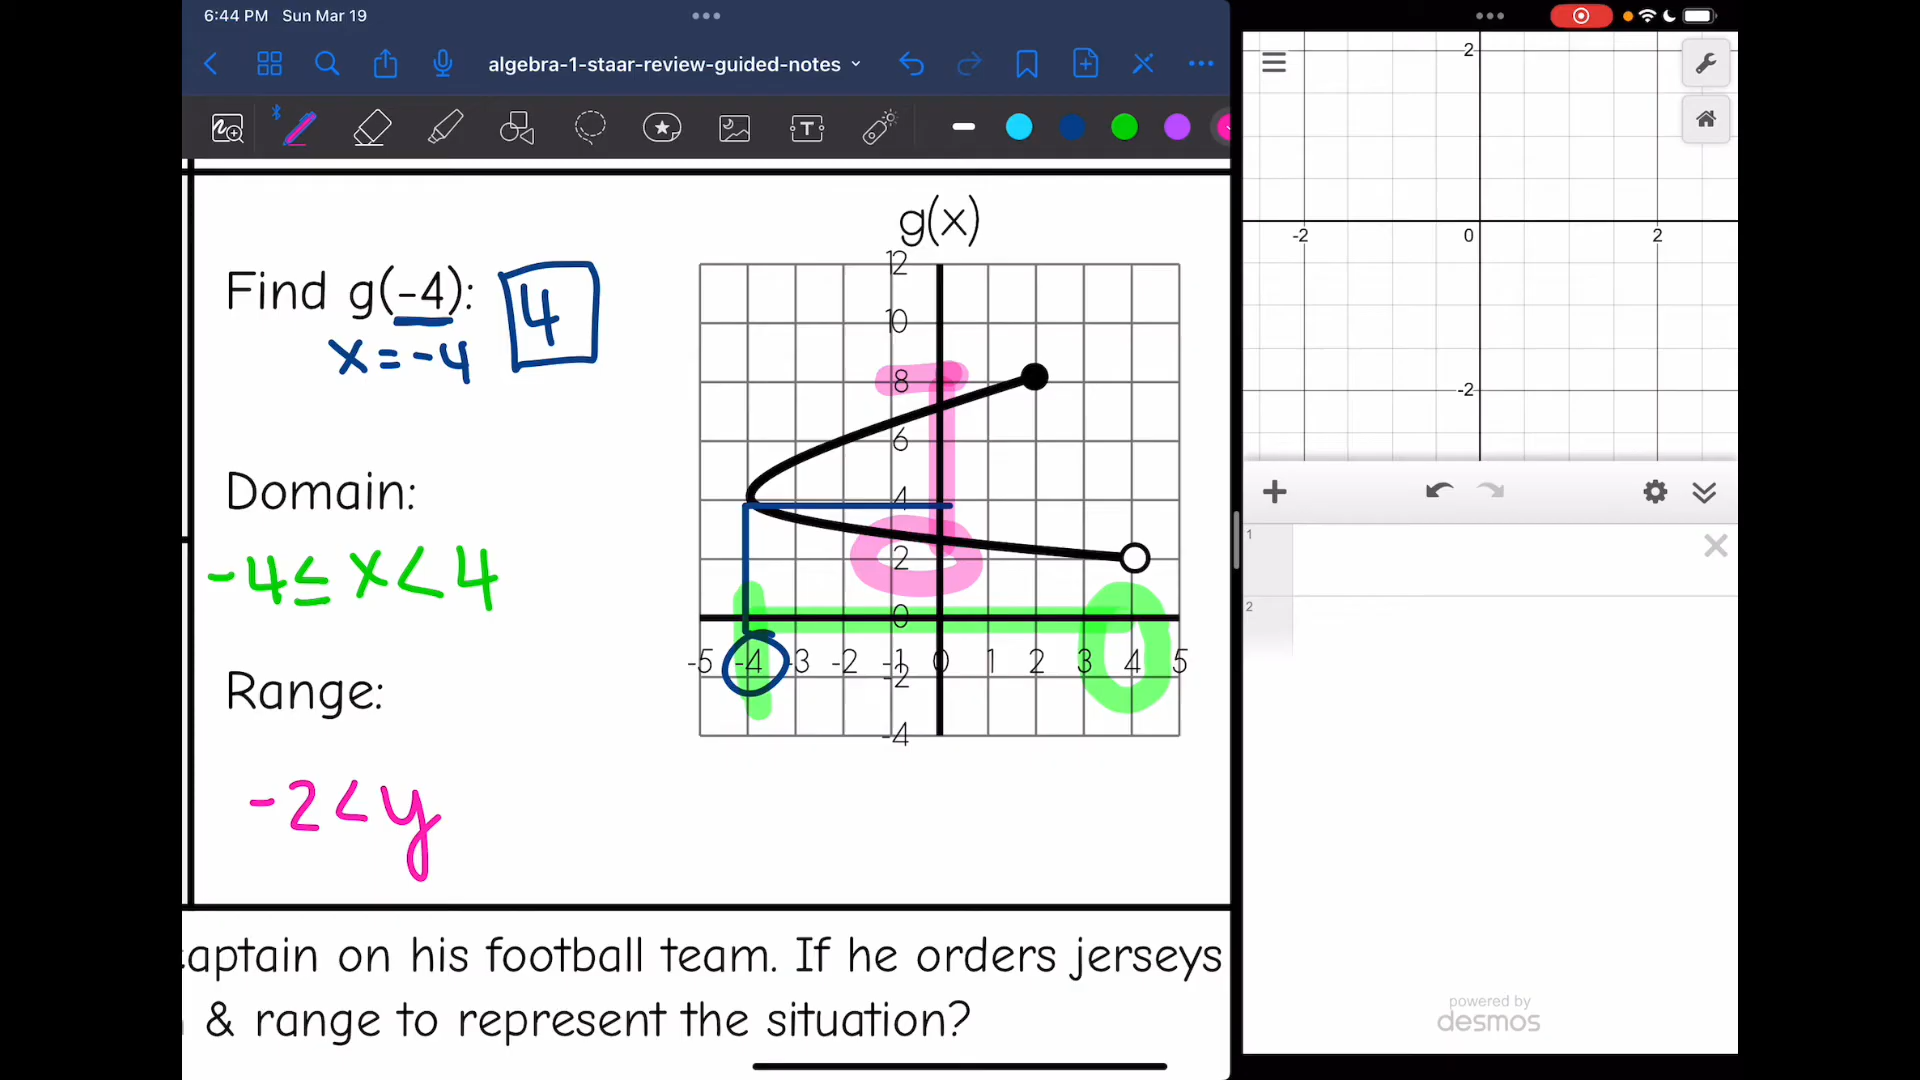 6:44 PM Sun Mar 19
algebra-1-staar-review-guided-notes
T
g(x)
Find g(-4): 4
x = -4
Domain:
-4 ≤ x < 4
Range:
-2 < y
12
10
8
6
4
2
0
-5 -4 -3 -2 -1 0 1 2 3 4 5
-2
-4
captain on his football team. If he orders jerseys
& range to represent the situation?
2
-2 0 2
-2
1
2
powered by
desmos